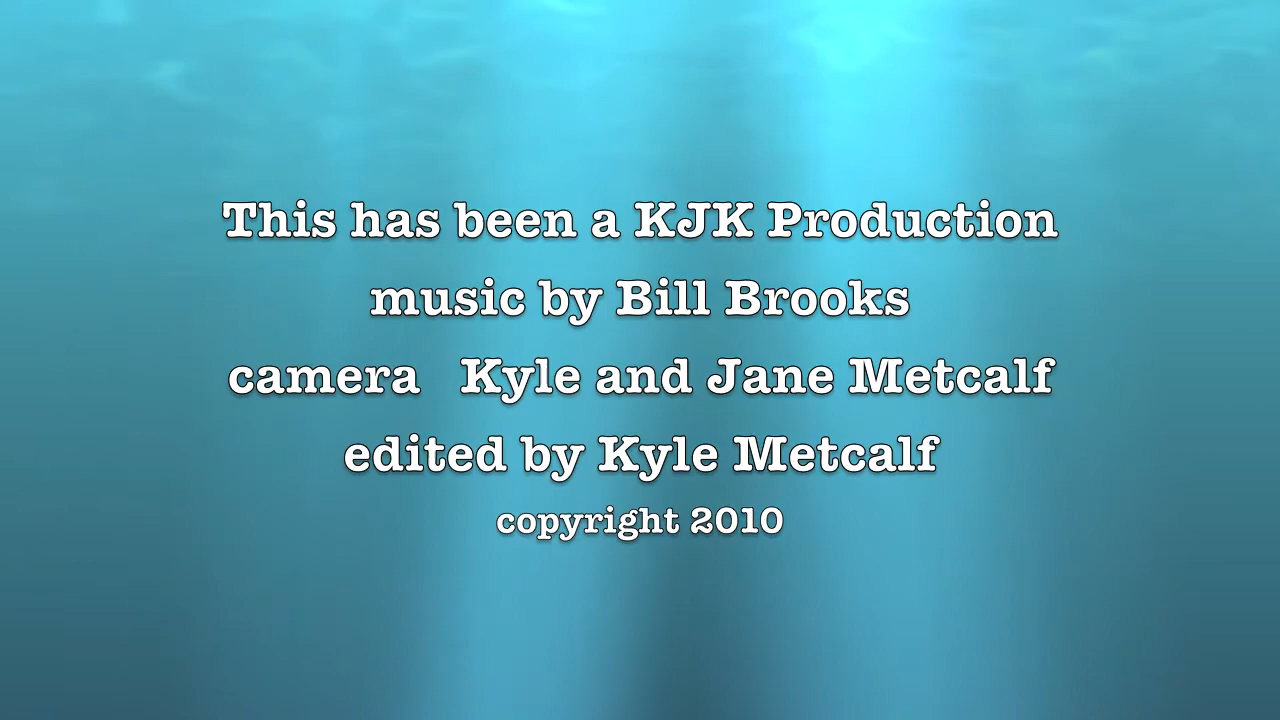 This has been a KJK Production
music by Bill Brooks
camera Kyle and Jane Metcalf
edited by Kyle Metcalf
copyright 2010